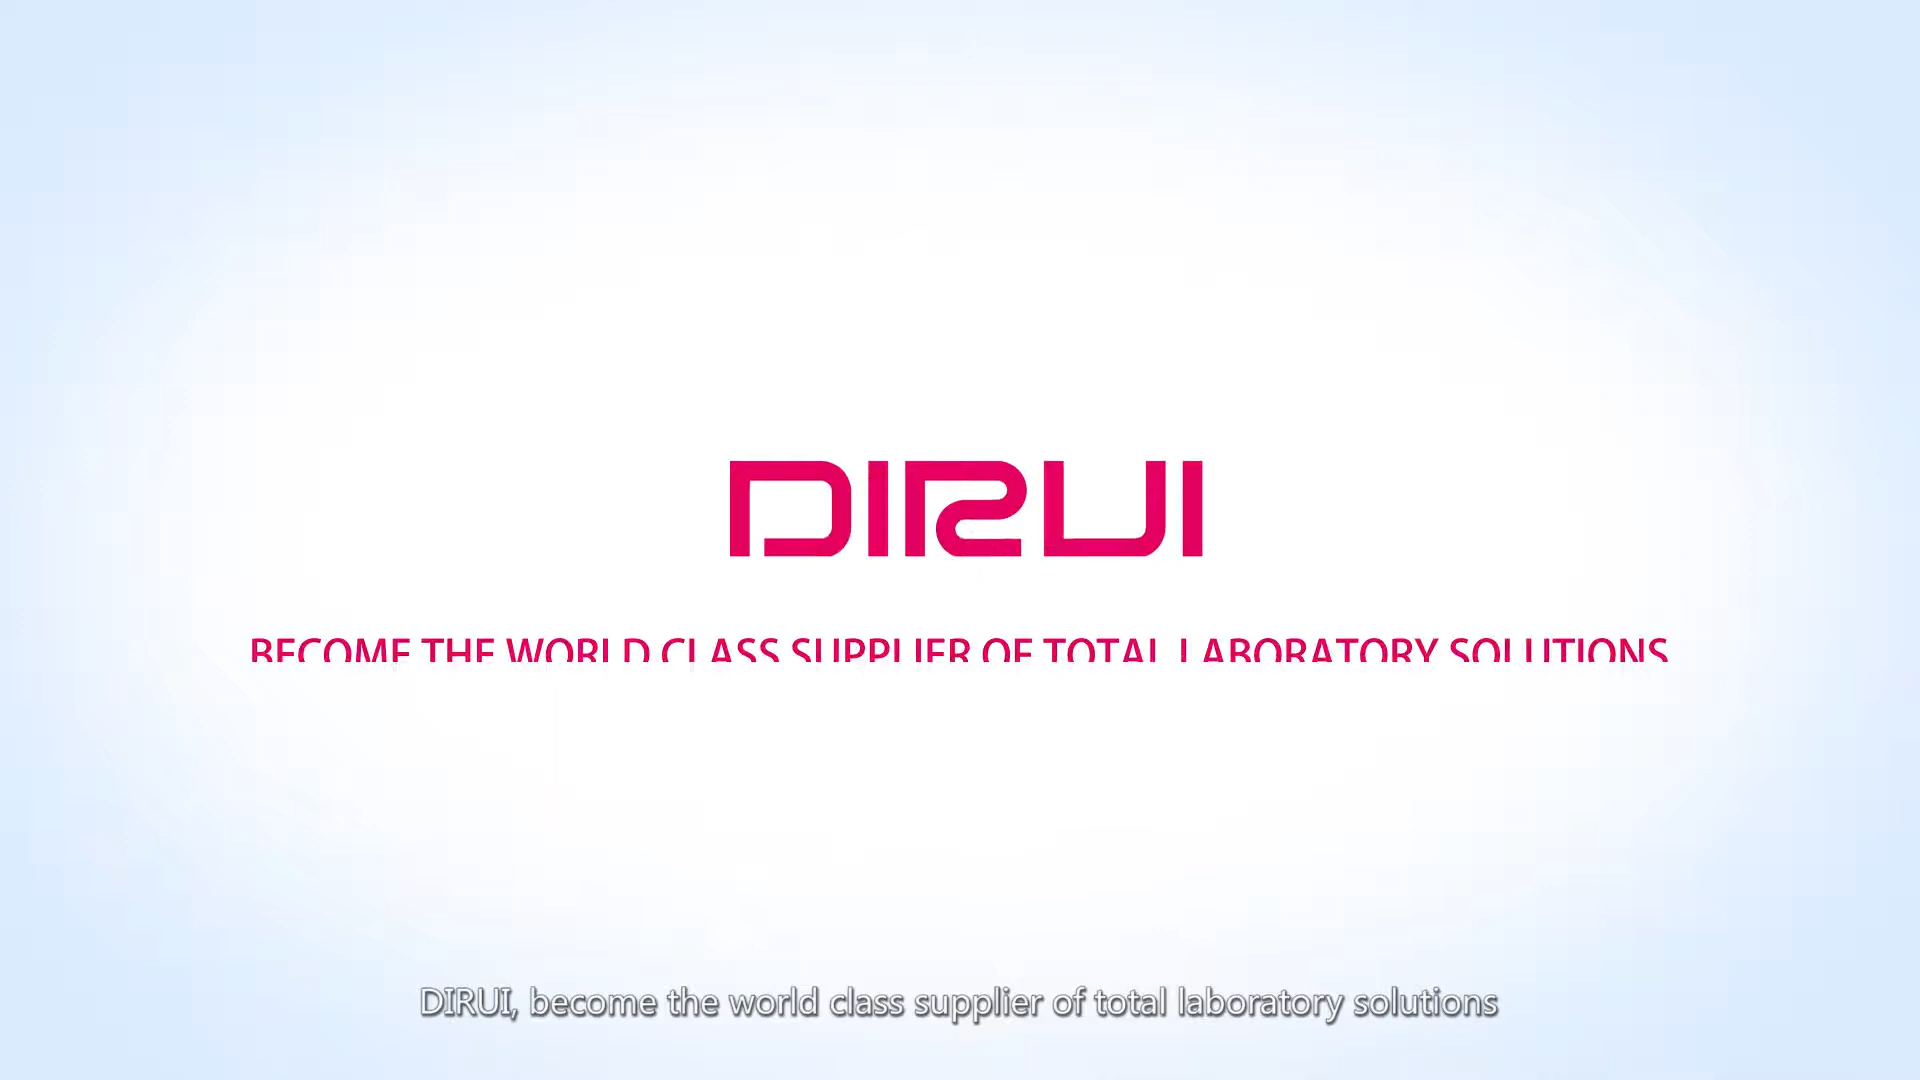 DIRUI
BECOME THE WORLD CLASS SUPPLIER OF TOTAL LABORATORY SOLUTIONS
DIRUI, become the world class supplier of total laboratory solutions